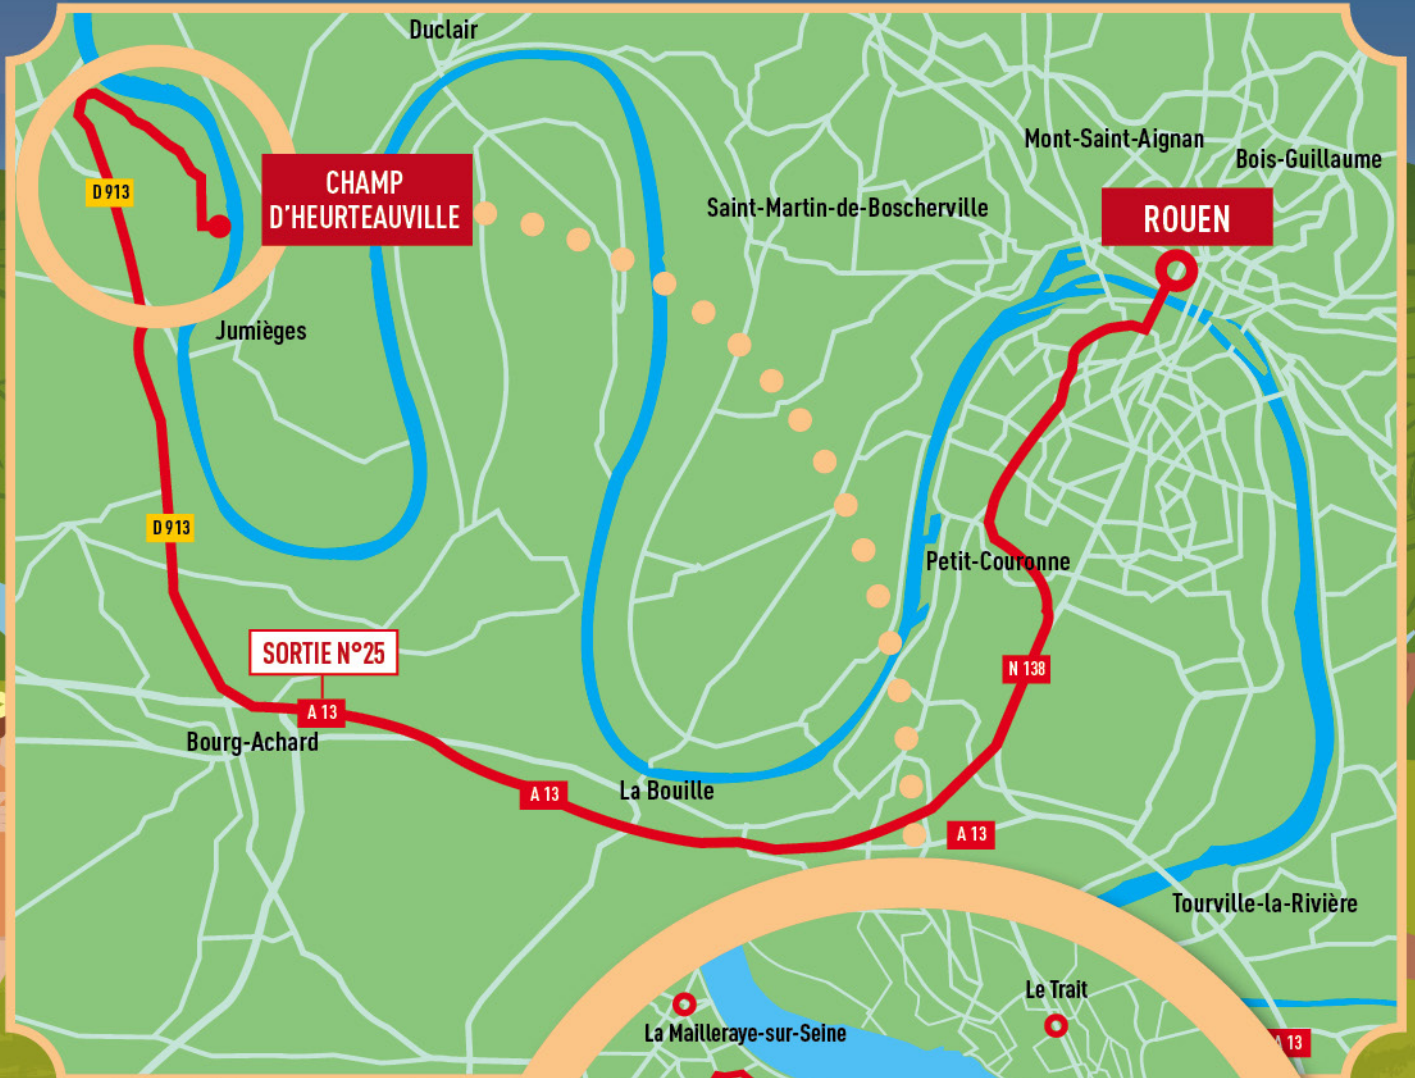 Duclair
Mont-Saint-Aignan
Bois-Guillaume
CHAMP
D'HEURTEAUVILLE
D 913
Saint-Martin-de-Boscherville
ROUEN
Jumièges
D 913
Petit-Couronne
SORTIE N°25
N 138
A 13
Bourg-Achard
A 13
La Bouille
A 13
Tourville-la-Rivière
Le Trait
La Mailleraye-sur-Seine
A 13